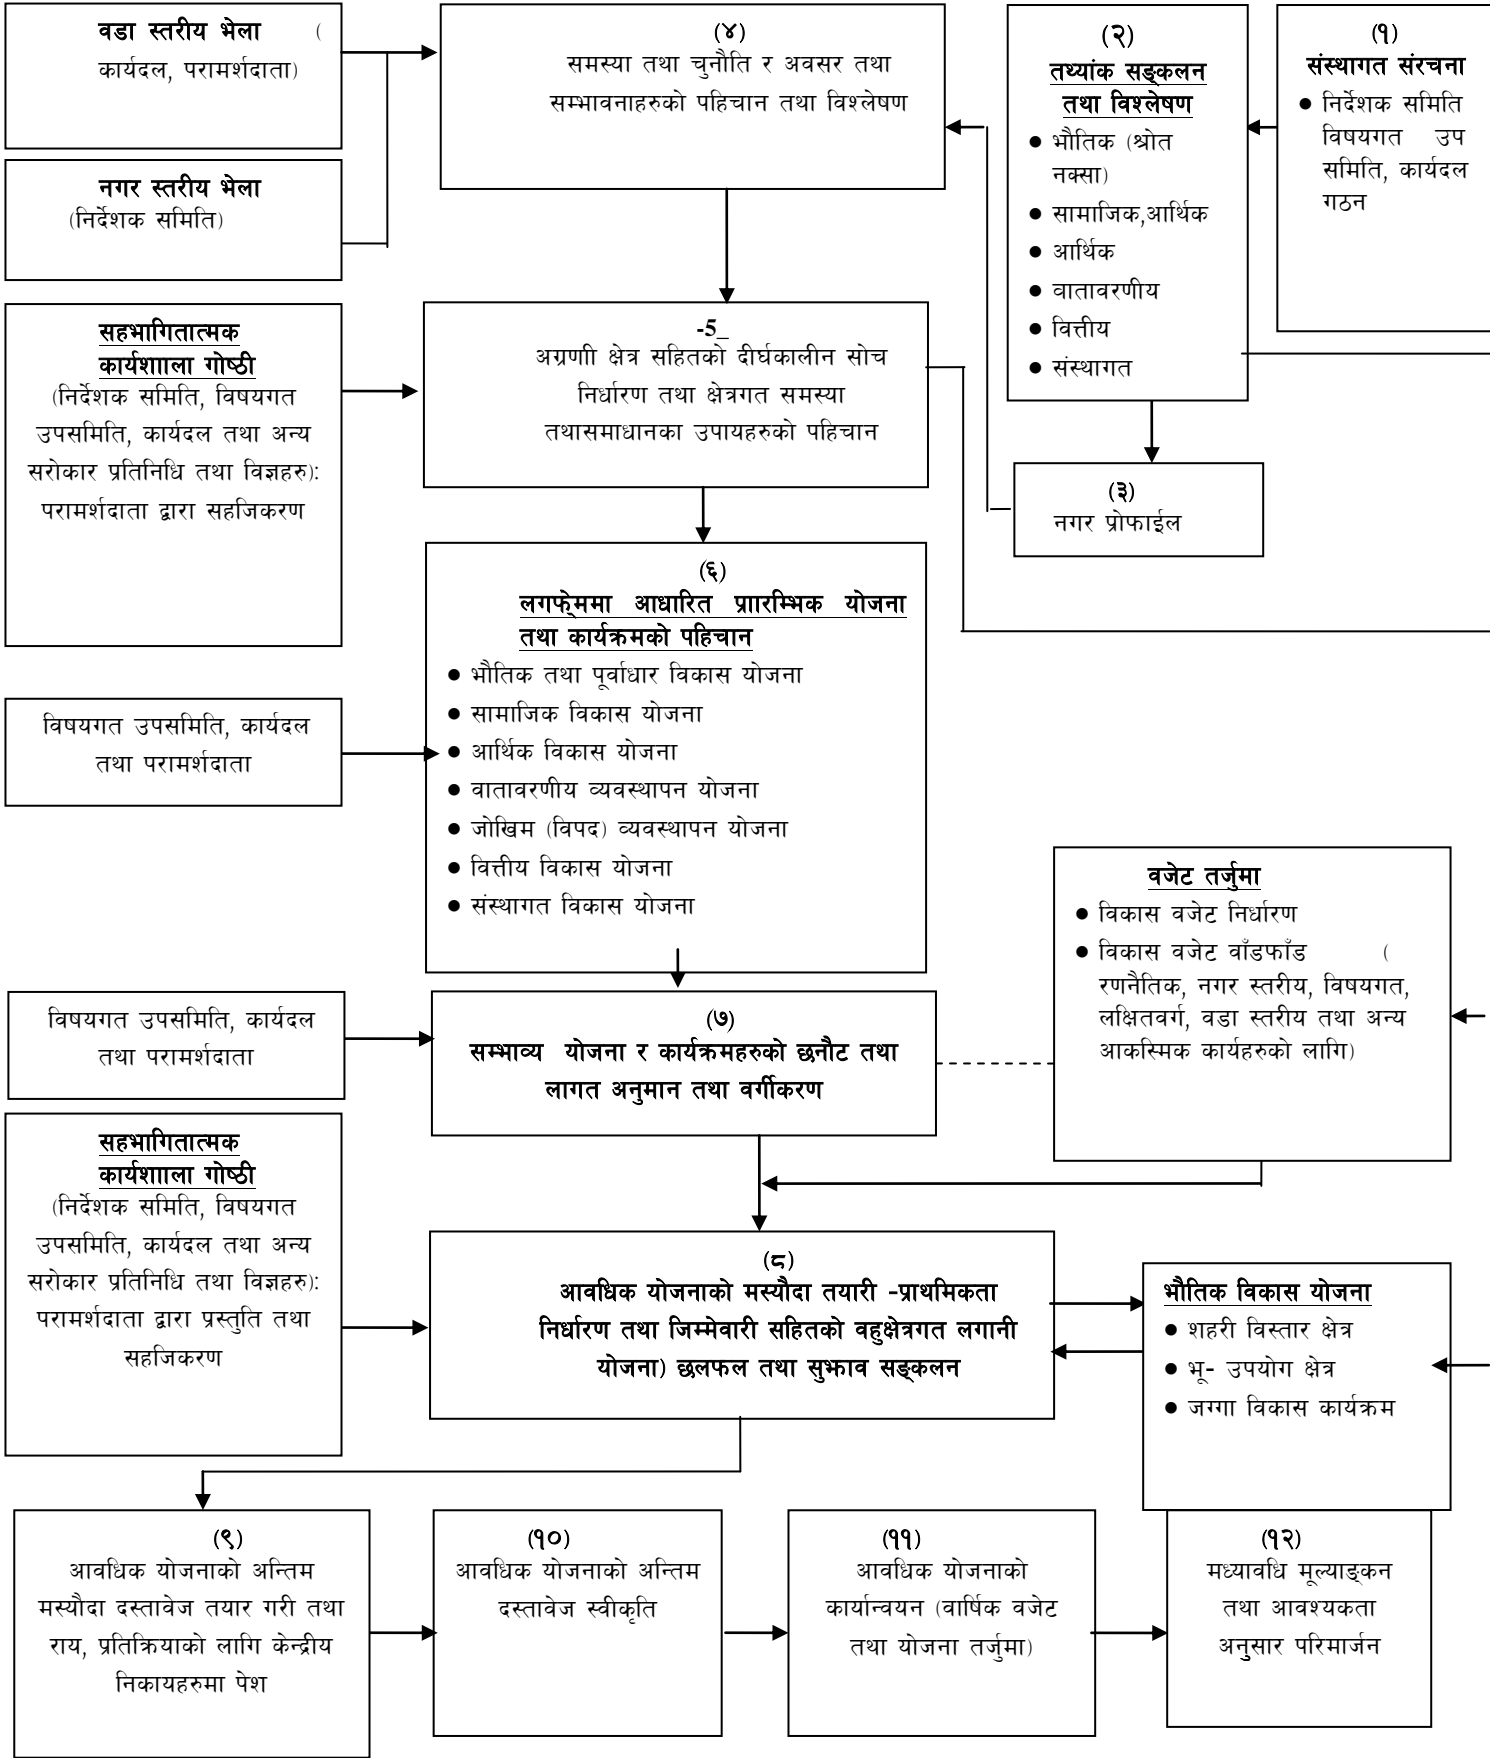 वडा स्तरीय भेला (
कार्यदल, परामर्शदाता)
नगर स्तरीय भेला
(निर्देशक समिति)
(४)
समस्या तथा चुनौति र अवसर तथा
सम्भावनाहरुको पहिचान तथा विश्लेषण
(२)
तथ्यांक सङ्कलन
तथा विश्लेषण
● भौतिक (श्रोत
नक्सा)
● सामाजिक,आर्थिक
● आर्थिक
● वातावरणीय
● वित्तीय
● संस्थागत
(१)
संस्थागत संरचना
● निर्देशक समिति
विषयगत उप
समिति, कार्यदल
गठन
सहभागितात्मक
कार्यशााला गोष्ठी
(निर्देशक समिति, विषयगत
उपसमिति, कार्यदल तथा अन्य
सरोकार प्रतिनिधि तथा विज्ञहरु):
परामर्शदाता द्वारा सहजिकरण
-5_
अग्रणाी क्षेत्र सहितको दीर्घकालीन सोच
निर्धारण तथा क्षेत्रगत समस्या
तथासमाधानका उपायहरुको पहिचान
(३)
नगर प्रोफाईल
(६)
लगफे्रममा आधारित प्राारम्भिक योजना
तथा कार्यक्रमको पहिचान
● भौतिक तथा पूर्वाधार विकास योजना
● सामाजिक विकास योजना
● आर्थिक विकास योजना
● वातावरणीय व्यवस्थापन योजना
● जोखिम (विपद) व्यवस्थापन योजना
● वित्तीय विकास योजना
● संस्थागत विकास योजना
विषयगत उपसमिति, कार्यदल
तथा परामर्शदाता
वजेट तर्जुमा
● विकास वजेट निर्धारण
● विकास वजेट वाँडफाँड (
रणनैतिक, नगर स्तरीय, विषयगत,
लक्षितवर्ग, वडा स्तरीय तथा अन्य
आकस्मिक कार्यहरुको लागि)
विषयगत उपसमिति, कार्यदल
तथा परामर्शदाता
(७)
सम्भाव्य योजना र कार्यक्रमहरुको छनौट तथा
लागत अनुमान तथा वर्गीकरण
सहभागितात्मक
कार्यशााला गोष्ठी
(निर्देशक समिति, विषयगत
उपसमिति, कार्यदल तथा अन्य
सरोकार प्रतिनिधि तथा विज्ञहरु):
परामर्शदाता द्वारा प्रस्तुति तथा
सहजिकरण
(८)
आवधिक योजनाको मस्यौदा तयारी -प्राथमिकता
निर्धारण तथा जिम्मेवारी सहितको वहुक्षेत्रगत लगानी
योजना) छलफल तथा सुझाव सङ्कलन
भौतिक विकास योजना
● शहरी विस्तार क्षेत्र
● भू- उपयोग क्षेत्र
● जग्गा विकास कार्यक्रम
(९)
आवधिक योजनाको अन्तिम
मस्यौदा दस्तावेज तयार गरी तथा
राय, प्रतिक्रियाको लागि केन्द्रीय
निकायहरुमा पेश
(१०)
आवधिक योजनाको अन्तिम
दस्तावेज स्वीकृति
(११)
आवधिक योजनाको
कार्यान्वयन (वार्षिक वजेट
तथा योजना तर्जुमा)
(१२)
मध्यावधि मूल्याङ्कन
तथा आवश्यकता
अनुसार परिमार्जन